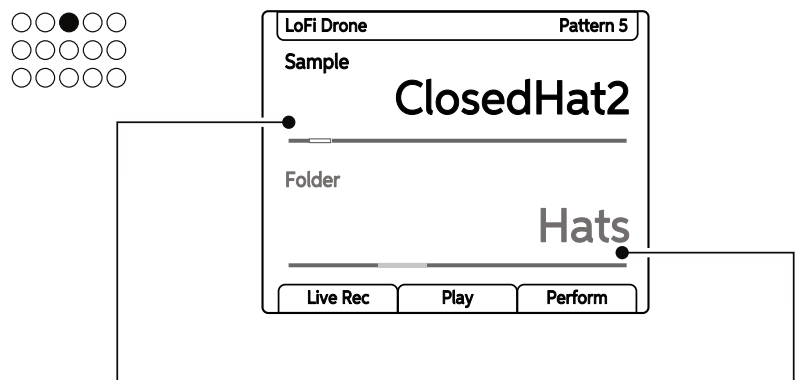 LoFi Drone Pattern 5
Sample
ClosedHat2
Folder
Hats
Live Rec Play Perform